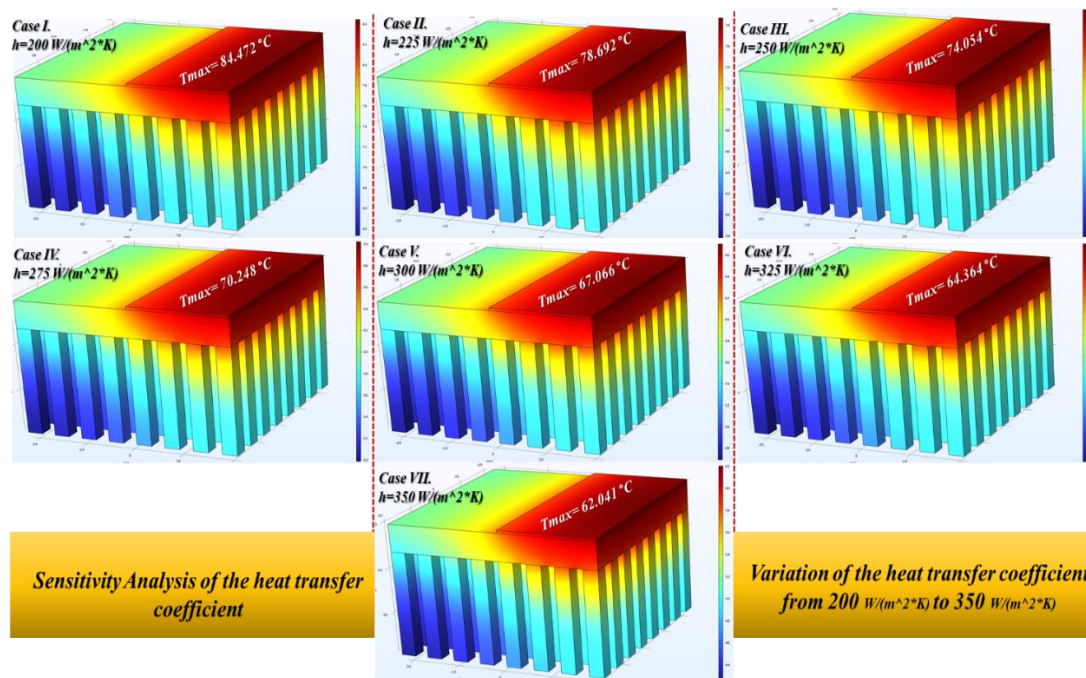 Case I.
h=200 W/(m^2*K)
Tmax= 84.472 °C
Case II.
h=225 W/(m^2*K)
Tmax= 78.692 °C
Case III.
h=250 W/(m^2*K)
Tmax= 74.054 °C
Case IV.
h=275 W/(m^2*K)
Tmax= 70.248 °C
Case V.
h=300 W/(m^2*K)
Tmax= 67.066 °C
Case VI.
h=325 W/(m^2*K)
Tmax= 64.364 °C
Case VII.
h=350 W/(m^2*K)
Tmax= 62.041 °C
Sensitivity Analysis of the heat transfer
coefficient
Variation of the heat transfer coefficient
from 200 W/(m^2*K) to 350 W/(m^2*K)